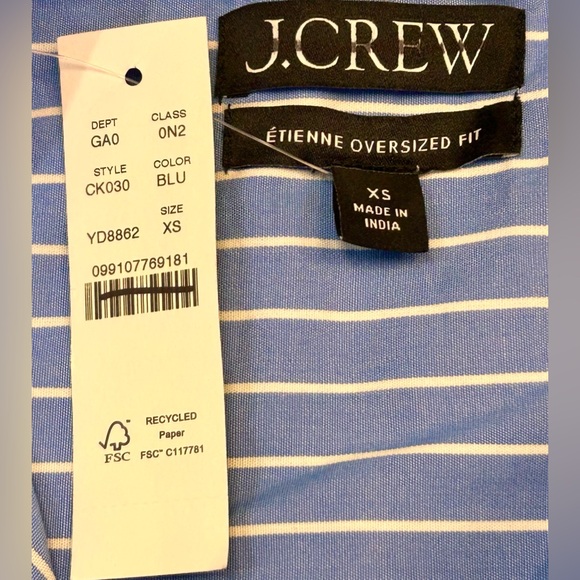 J.CREW
ÉTIENNE OVERSIZED FIT
XS
MADE IN
INDIA
DEPT CLASS
GA0 0N2
STYLE COLOR
CK030 BLU
SIZE
YD8862 XS
099107769181
RECYCLED
Paper
FSC FSC™ C117781